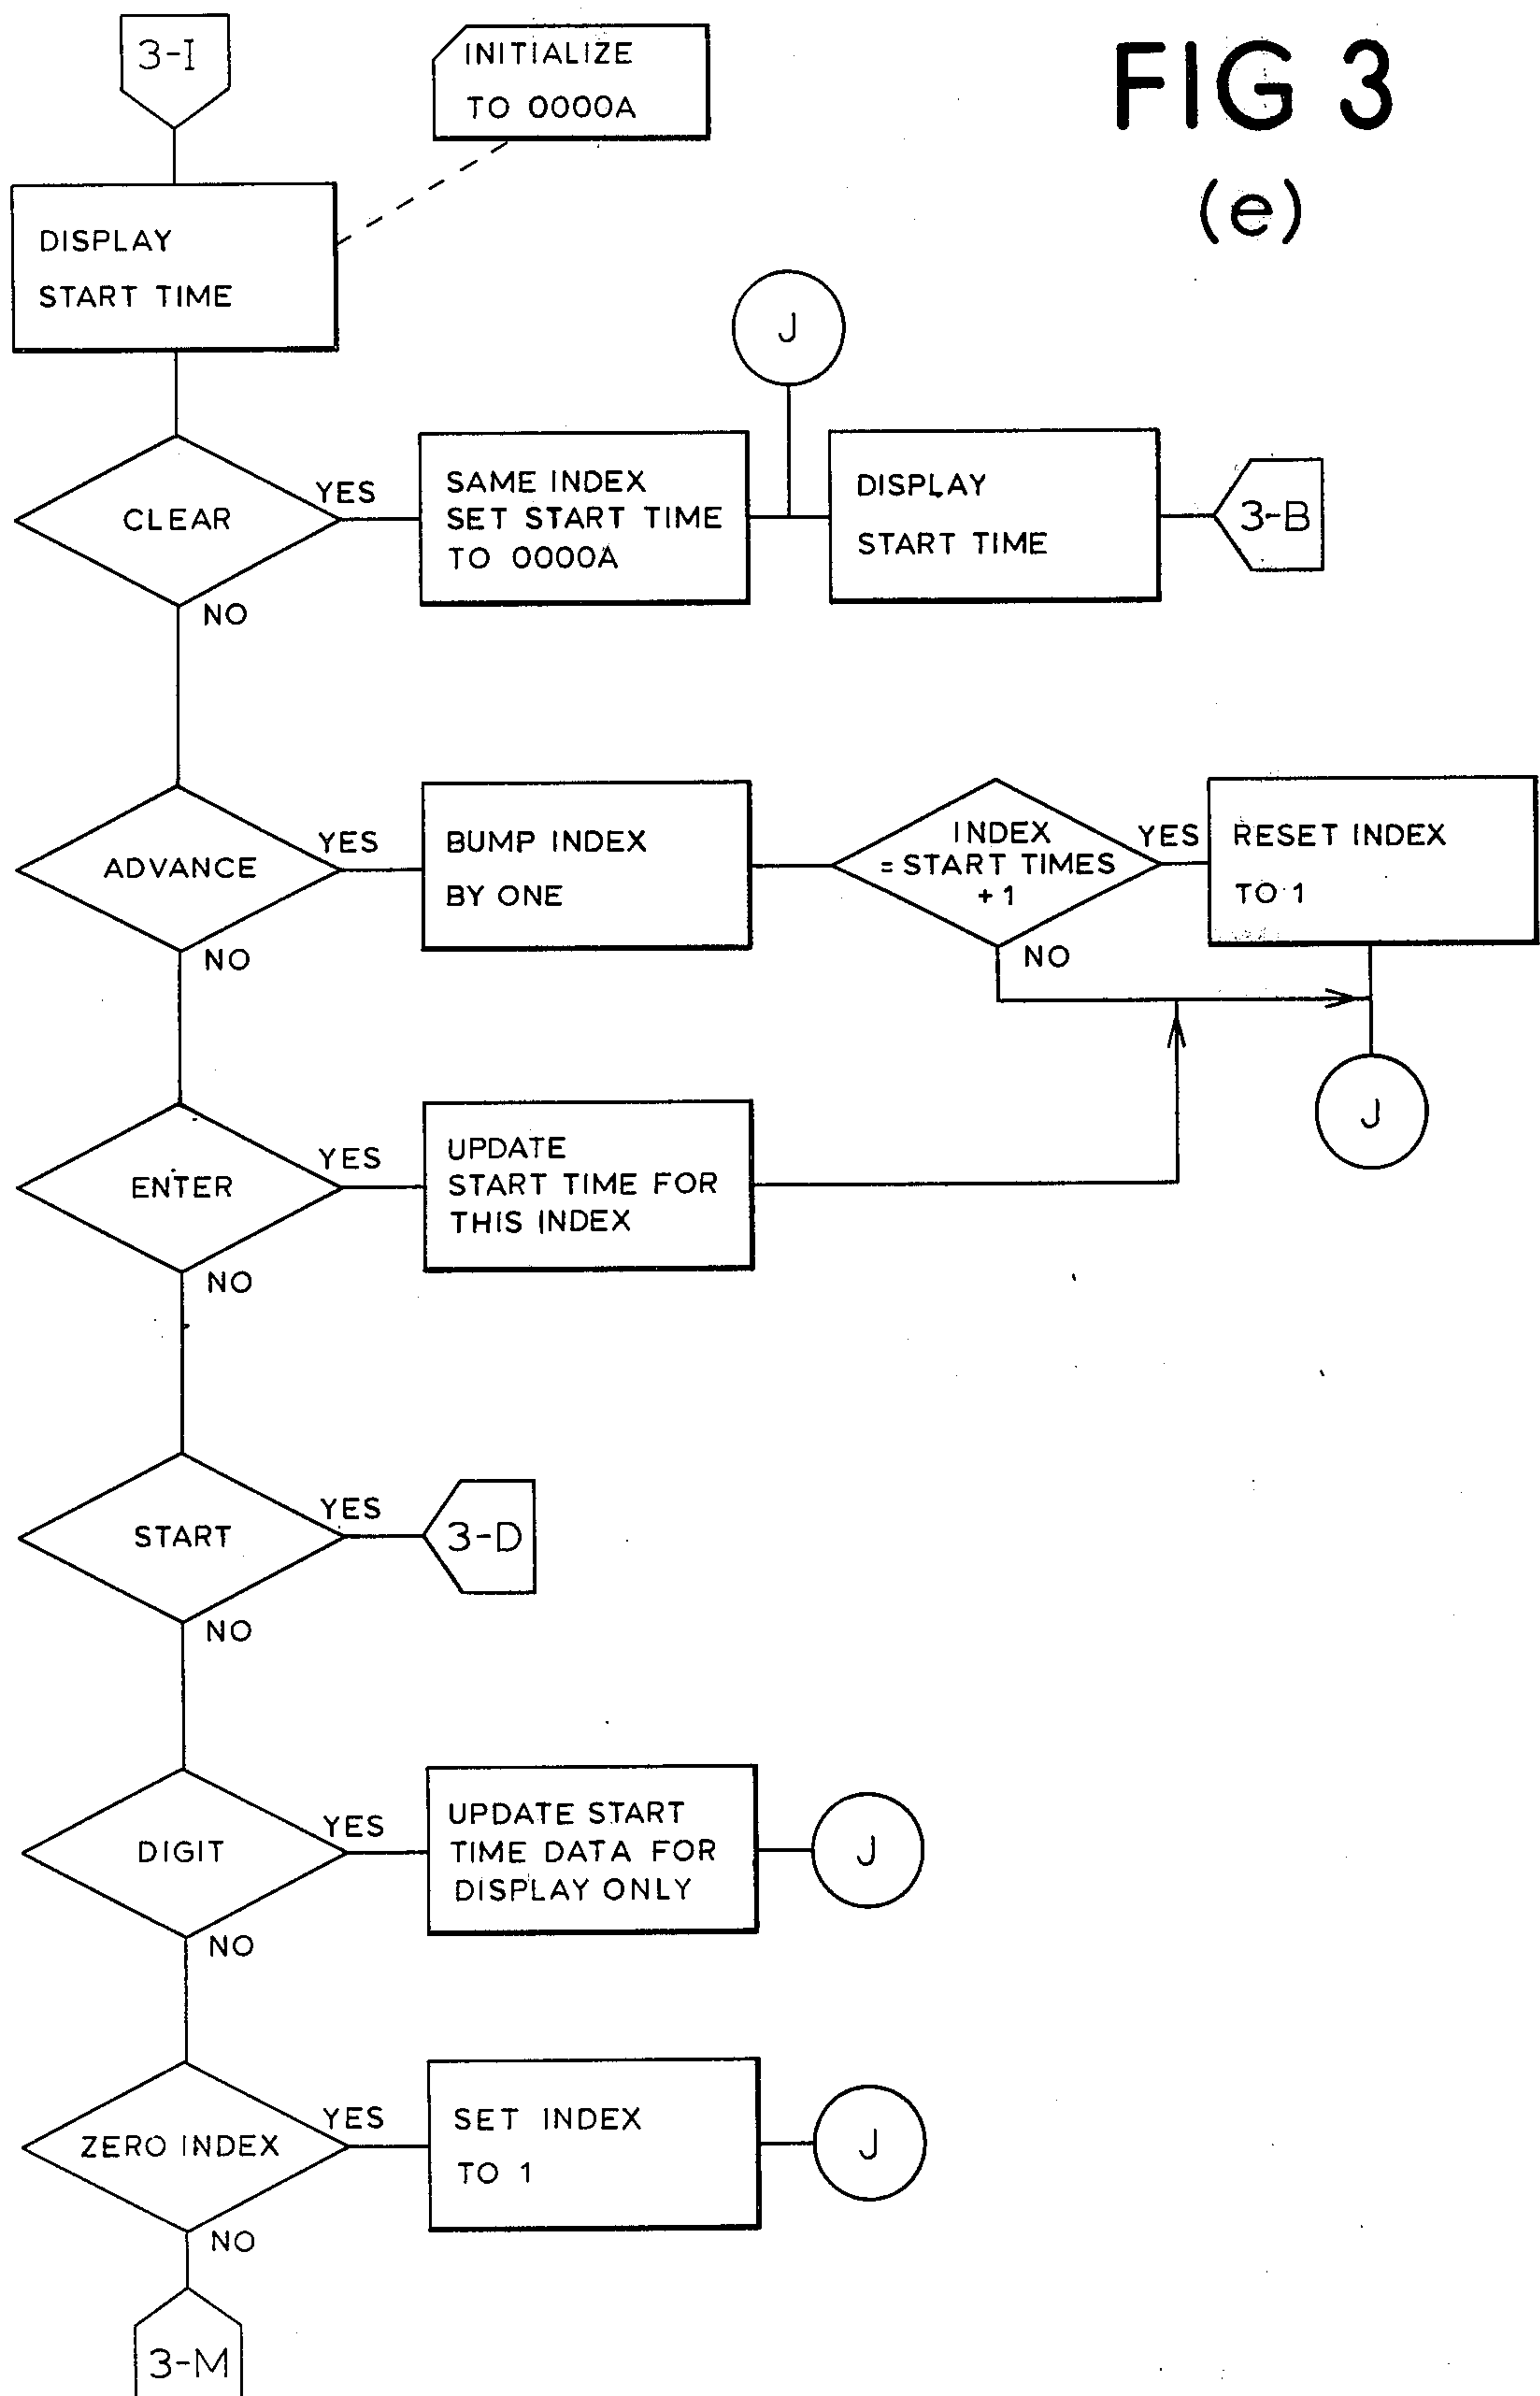 3-I
INITIALIZE
TO 0000A
FIG 3
(e)
DISPLAY
START TIME
J
CLEAR
YES
NO
SAME INDEX
SET START TIME
TO 0000A
DISPLAY
START TIME
3-B
ADVANCE
YES
NO
BUMP INDEX
BY ONE
INDEX
= START TIMES
+ 1
YES
NO
RESET INDEX
TO 1
J
ENTER
YES
NO
UPDATE
START TIME FOR
THIS INDEX
START
YES
NO
3-D
DIGIT
YES
NO
UPDATE START
TIME DATA FOR
DISPLAY ONLY
J
ZERO INDEX
YES
NO
SET INDEX
TO 1
J
3-M